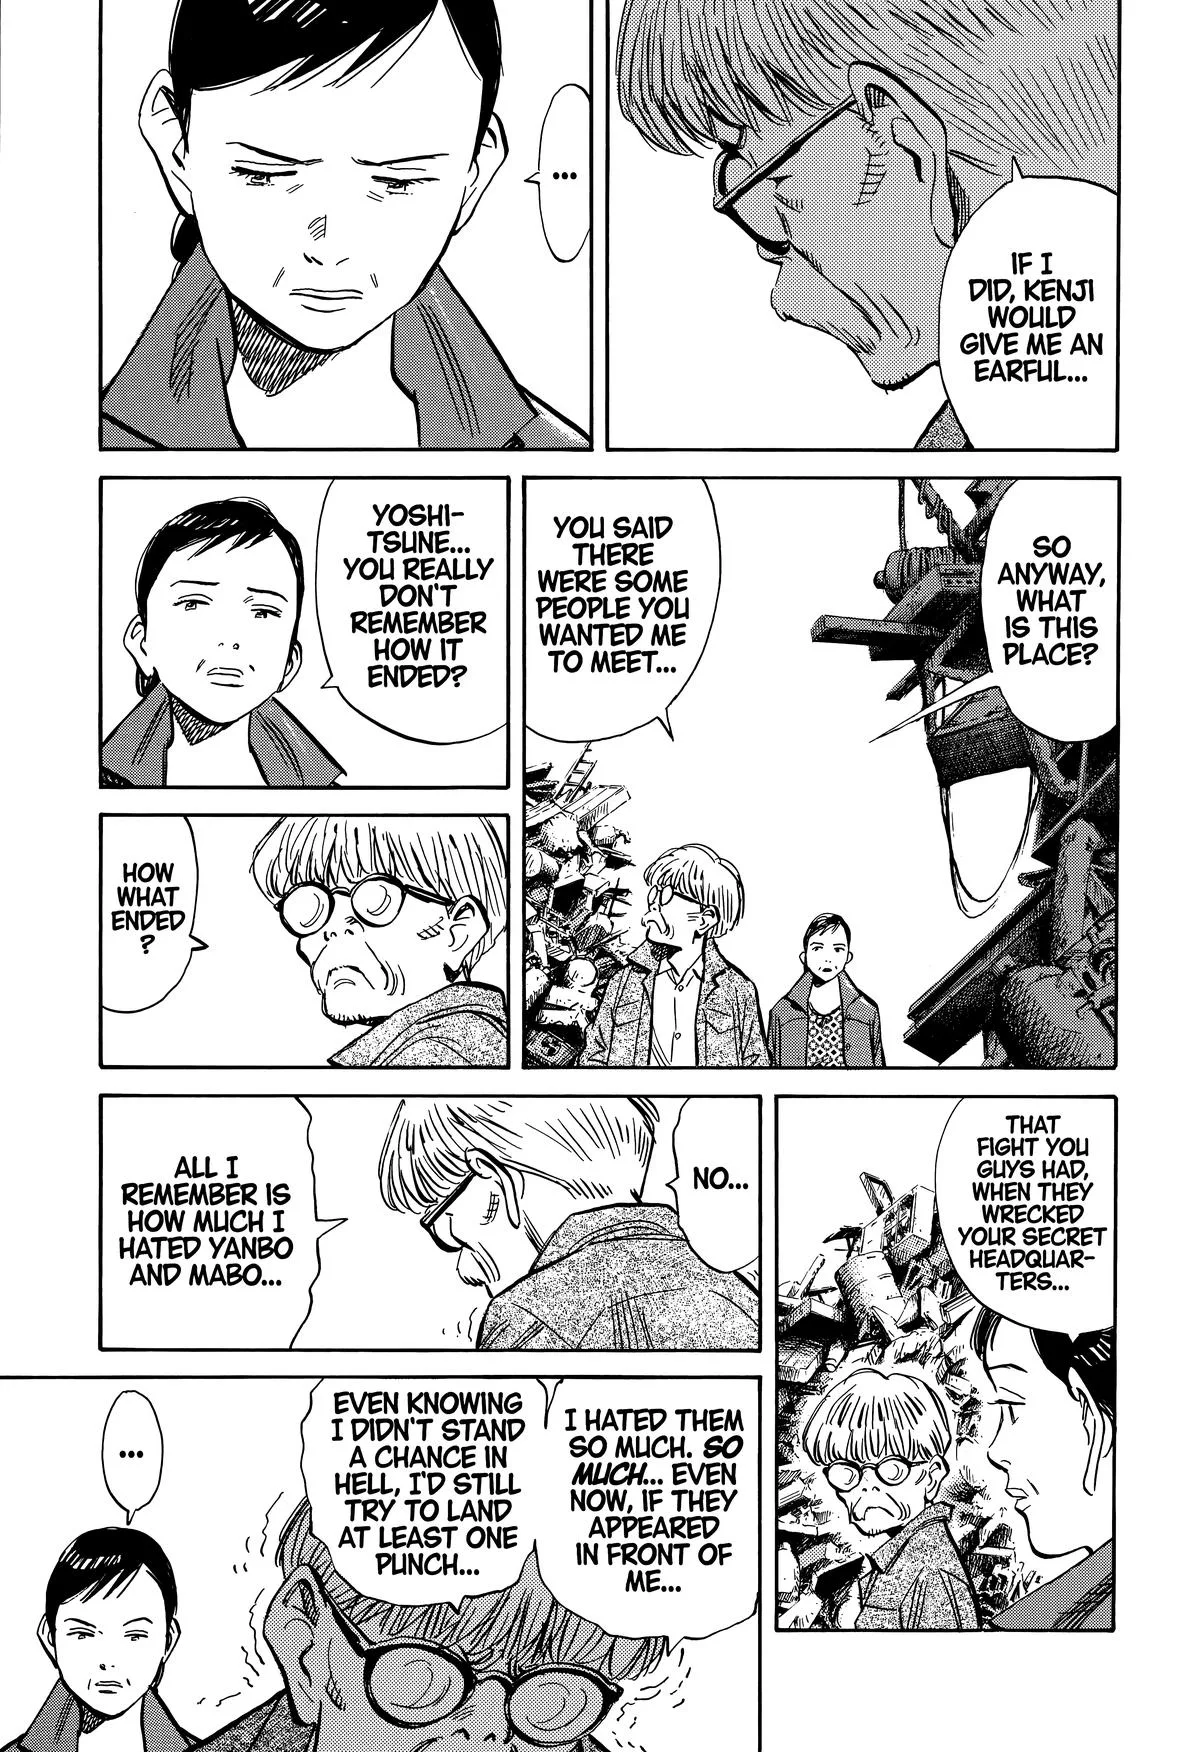 IF I
DID, KENJI
WOULD
GIVE ME AN
EARFUL...
...
SO
ANYWAY,
WHAT
IS THIS
PLACE?
YOU SAID
THERE
WERE SOME
PEOPLE YOU
WANTED ME
TO MEET...
YOSHI-
TSUNE...
YOU REALLY
DON'T
REMEMBER
HOW IT
ENDED?
HOW
WHAT
ENDED
?
THAT
FIGHT YOU
GUYS HAD,
WHEN THEY
WRECKED
YOUR SECRET
HEADQUAR-
TERS...
NO...
ALL I
REMEMBER IS
HOW MUCH I
HATED YANBO
AND MABO...
I HATED THEM
SO MUCH. SO
MUCH... EVEN
NOW, IF THEY
APPEARED
IN FRONT OF
ME...
EVEN KNOWING
I DIDN'T STAND
A CHANCE IN
HELL, I'D STILL
TRY TO LAND
AT LEAST ONE
PUNCH...
...